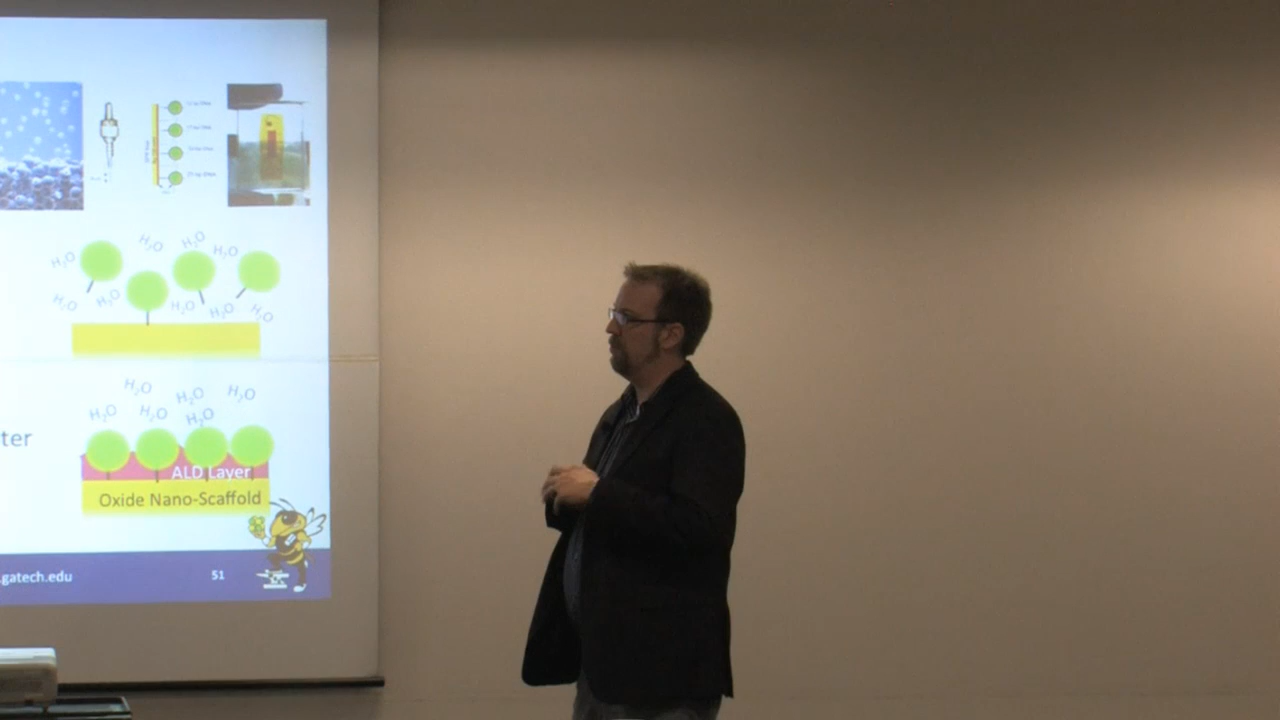 H₂O H₂O
H₂O H₂O
H₂O H₂O H₂O H₂O H₂O
H₂O H₂O H₂O
H₂O H₂O H₂O
ter
ALD Layer
Oxide Nano-Scaffold
.gatech.edu 51